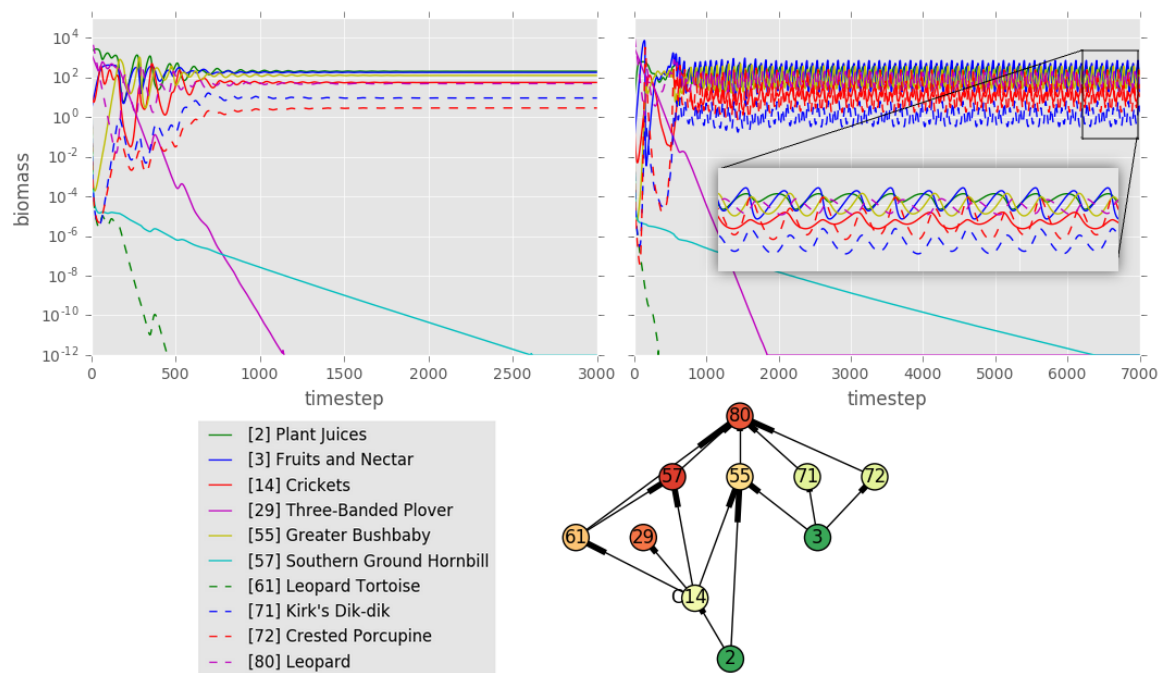 10^4
10^2
10^0
10^-2
10^-4
10^-6
10^-8
10^-10
10^-12
biomass
0 500 1000 1500 2000 2500 3000
timestep
0 1000 2000 3000 4000 5000 6000 7000
timestep
[2] Plant Juices
[3] Fruits and Nectar
[14] Crickets
[29] Three-Banded Plover
[55] Greater Bushbaby
[57] Southern Ground Hornbill
[61] Leopard Tortoise
[71] Kirk's Dik-dik
[72] Crested Porcupine
[80] Leopard
80
57 55 71 72
61 29 3
14
2